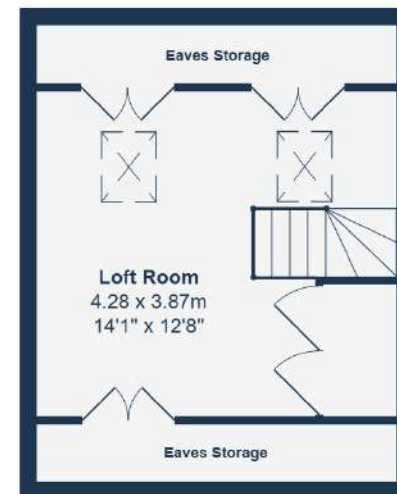 Eaves Storage
Loft Room
4.28 x 3.87m
14'1" x 12'8"
Eaves Storage